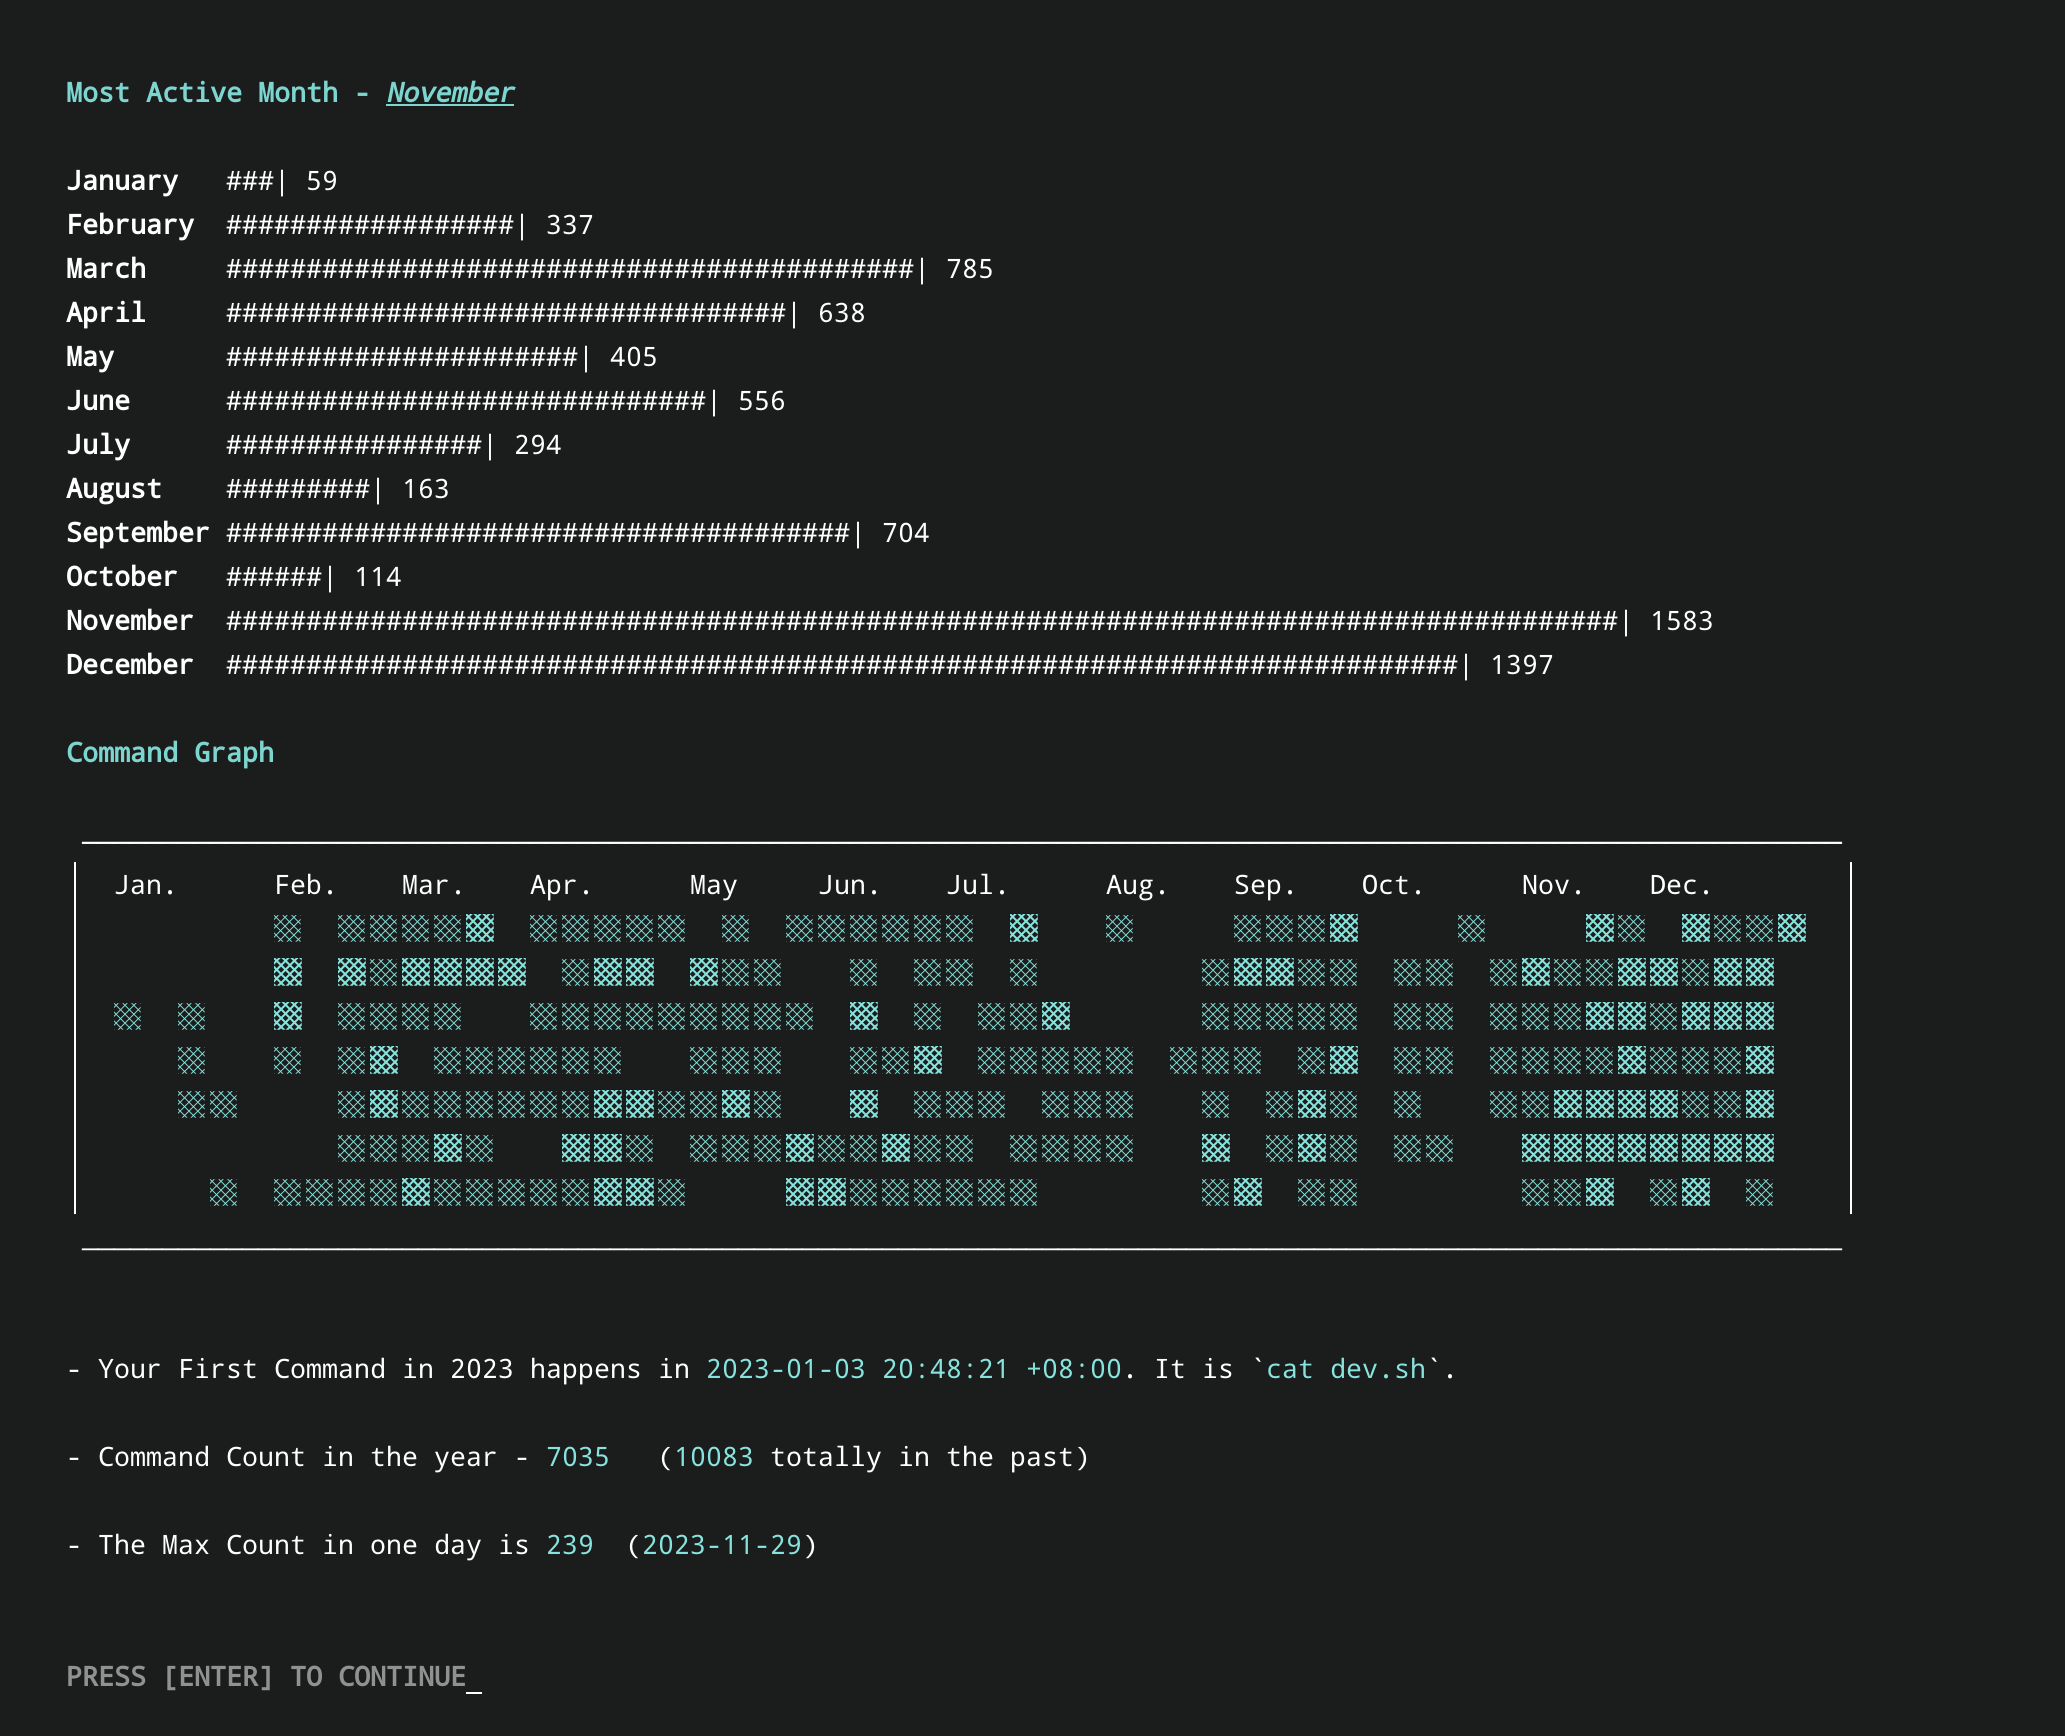 Most Active Month - November
January ###| 59
February ##################| 337
March ###########################################| 785
April ###################################| 638
May ######################| 405
June ##############################| 556
July ################| 294
August #########| 163
September #######################################| 704
October ######| 114
November #######################################################################################| 1583
December #############################################################################| 1397
Command Graph
Jan. Feb. Mar. Apr. May Jun. Jul. Aug. Sep. Oct. Nov. Dec.
- Your First Command in 2023 happens in 2023-01-03 20:48:21 +08:00. It is `cat dev.sh`.
- Command Count in the year - 7035 (10083 totally in the past)
- The Max Count in one day is 239 (2023-11-29)
PRESS [ENTER] TO CONTINUE_